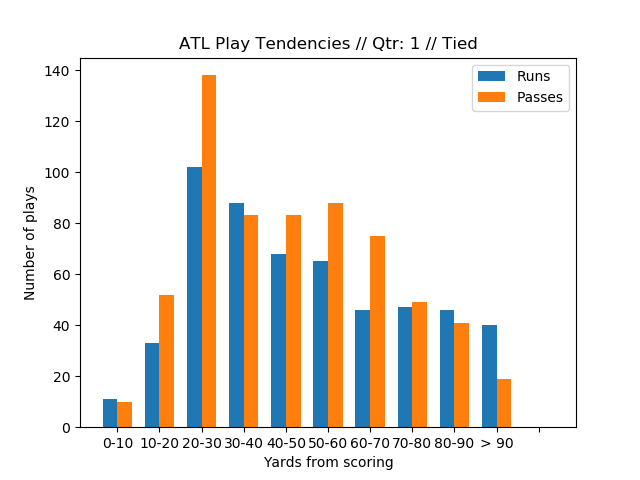 ATL Play Tendencies // Qtr: 1 // Tied
Runs
Passes
140
120
100
80
60
40
20
0
Number of plays
0-10 10-20 20-30 30-40 40-50 50-60 60-70 70-80 80-90 > 90
Yards from scoring